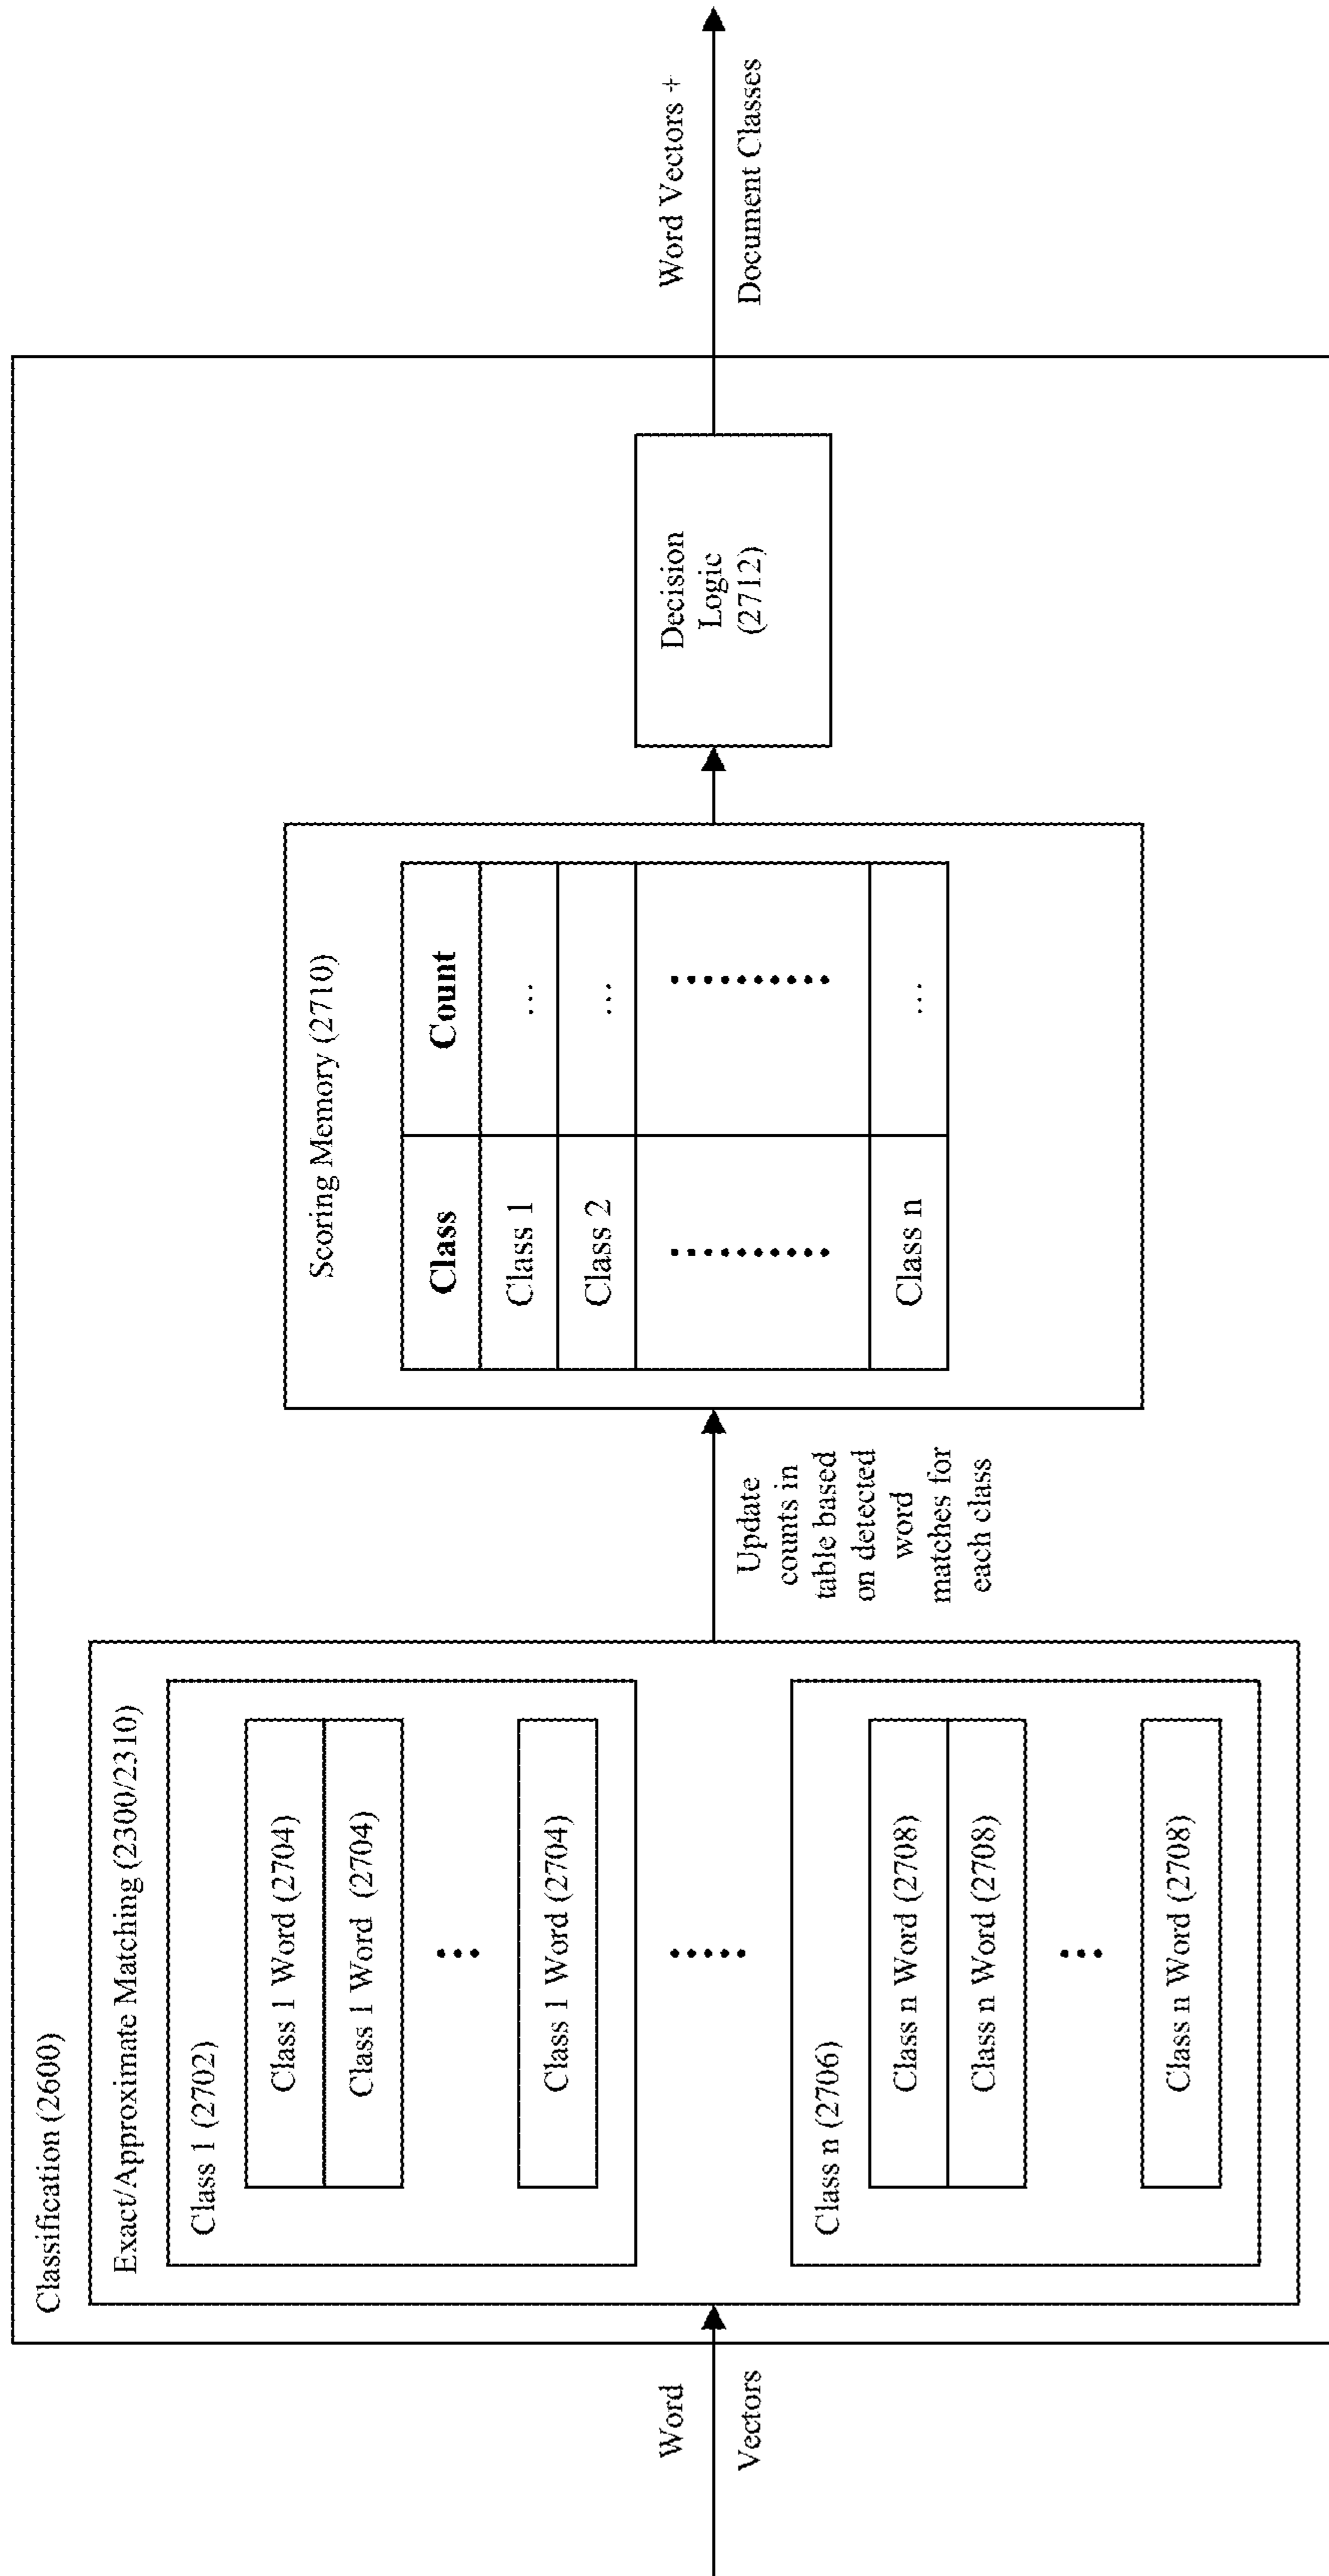 Classification (2600)
Exact/Approximate Matching (2300/2310)
Class 1 (2702)
Class 1 Word (2704)
Class 1 Word (2704)
Class 1 Word (2704)
Class n (2706)
Class n Word (2708)
Class n Word (2708)
Class n Word (2708)
Word
Vectors
Update
counts in
table based
on detected
word
matches for
each class
Scoring Memory (2710)
Class Count
Class 1 ...
Class 2 ...
Class n ...
Decision
Logic
(2712)
Word Vectors +
Document Classes